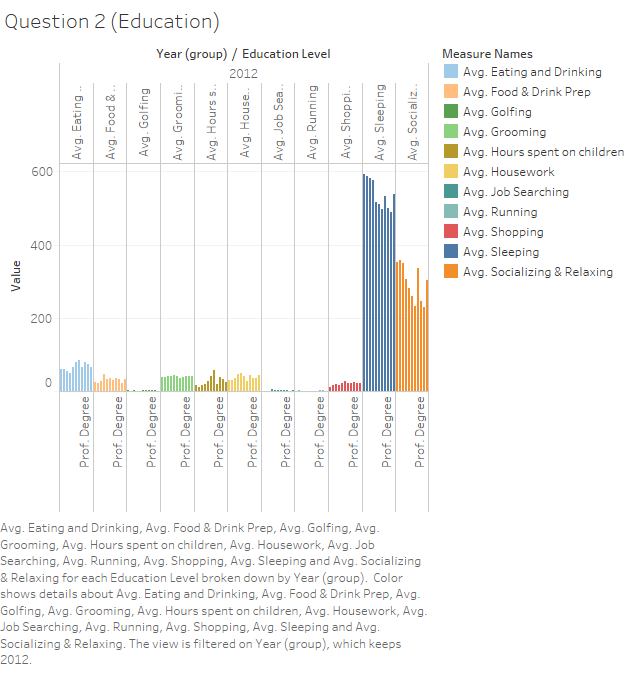 Question 2 (Education)
Year (group) / Education Level
2012
Avg. Eating ..
Avg. Food & ..
Avg. Golfing
Avg. Groomi..
Avg. Hours s..
Avg. House..
Avg. Job Sea..
Avg. Running
Avg. Shoppi..
Avg. Sleeping
Avg. Socializ..
600
400
200
0
Value
Prof. Degree
Prof. Degree
Prof. Degree
Prof. Degree
Prof. Degree
Prof. Degree
Prof. Degree
Prof. Degree
Prof. Degree
Prof. Degree
Prof. Degree
Measure Names
Avg. Eating and Drinking
Avg. Food & Drink Prep
Avg. Golfing
Avg. Grooming
Avg. Hours spent on children
Avg. Housework
Avg. Job Searching
Avg. Running
Avg. Shopping
Avg. Sleeping
Avg. Socializing & Relaxing
Avg. Eating and Drinking, Avg. Food & Drink Prep, Avg. Golfing, Avg.
Grooming, Avg. Hours spent on children, Avg. Housework, Avg. Job
Searching, Avg. Running, Avg. Shopping, Avg. Sleeping and Avg. Socializing
& Relaxing for each Education Level broken down by Year (group). Color
shows details about Avg. Eating and Drinking, Avg. Food & Drink Prep, Avg.
Golfing, Avg. Grooming, Avg. Hours spent on children, Avg. Housework, Avg.
Job Searching, Avg. Running, Avg. Shopping, Avg. Sleeping and Avg.
Socializing & Relaxing. The view is filtered on Year (group), which keeps
2012.